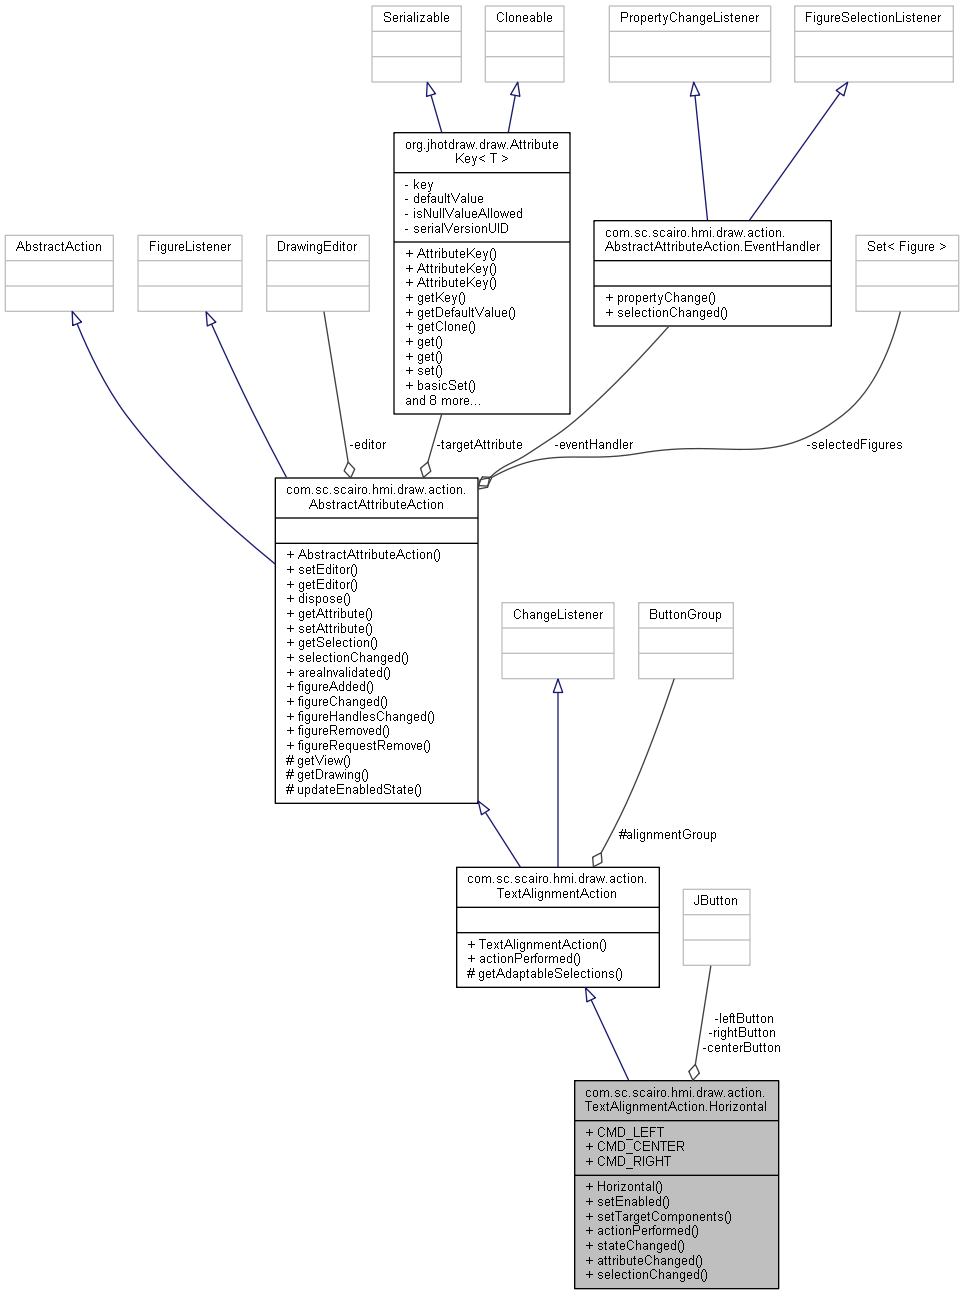 Serializable
Cloneable
PropertyChangeListener
FigureSelectionListener
org.jhotdraw.draw.Attribute
Key< T >
- key
- defaultValue
- isNullValueAllowed
- serialVersionUID
+ AttributeKey()
+ AttributeKey()
+ AttributeKey()
+ getKey()
+ getDefaultValue()
+ getClone()
+ get()
+ get()
+ set()
+ basicSet()
and 8 more...
com.sc.scairo.hmi.draw.action.
AbstractAttributeAction.EventHandler
+ propertyChange()
+ selectionChanged()
AbstractAction
FigureListener
DrawingEditor
Set< Figure >
-editor
-targetAttribute
-eventHandler
-selectedFigures
com.sc.scairo.hmi.draw.action.
AbstractAttributeAction
+ AbstractAttributeAction()
+ setEditor()
+ getEditor()
+ dispose()
+ getAttribute()
+ setAttribute()
+ getSelection()
+ selectionChanged()
+ areaInvalidated()
+ figureAdded()
+ figureChanged()
+ figureHandlesChanged()
+ figureRemoved()
+ figureRequestRemove()
# getView()
# getDrawing()
# updateEnabledState()
ChangeListener
ButtonGroup
#alignmentGroup
com.sc.scairo.hmi.draw.action.
TextAlignmentAction
+ TextAlignmentAction()
+ actionPerformed()
# getAdaptableSelections()
JButton
-leftButton
-rightButton
-centerButton
com.sc.scairo.hmi.draw.action.
TextAlignmentAction.Horizontal
+ CMD_LEFT
+ CMD_CENTER
+ CMD_RIGHT
+ Horizontal()
+ setEnabled()
+ setTargetComponents()
+ actionPerformed()
+ stateChanged()
+ attributeChanged()
+ selectionChanged()